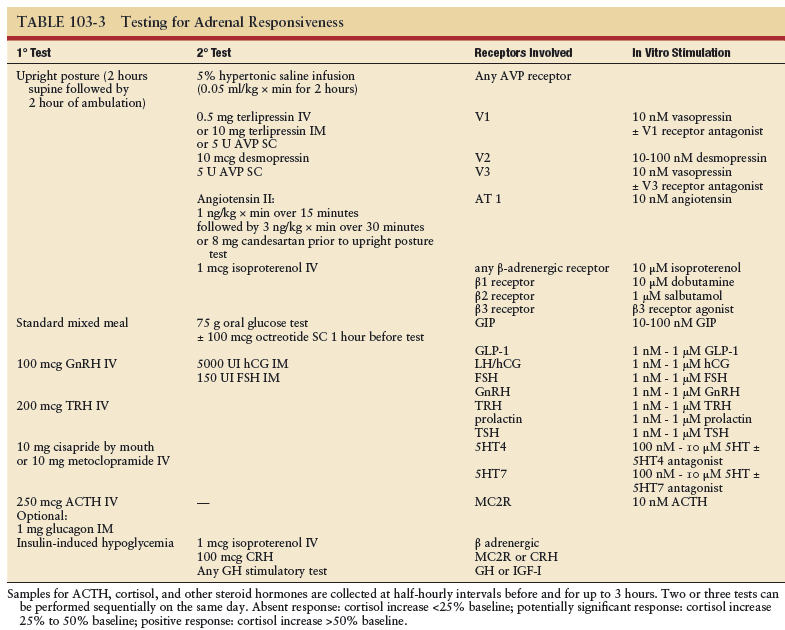 TABLE 103-3 Testing for Adrenal Responsiveness
1° Test 2° Test Receptors Involved In Vitro Stimulation
Upright posture (2 hours 5% hypertonic saline infusion Any AVP receptor
supine followed by (0.05 ml/kg × min for 2 hours)
2 hour of ambulation)
0.5 mg terlipressin IV V1 10 nM vasopressin
or 10 mg terlipressin IM ± V1 receptor antagonist
or 5 U AVP SC
10 mcg desmopressin V2 10-100 nM desmopressin
5 U AVP SC V3 10 nM vasopressin
± V3 receptor antagonist
Angiotensin II: AT 1 10 nM angiotensin
1 ng/kg × min over 15 minutes
followed by 3 ng/kg × min over 30 minutes
or 8 mg candesartan prior to upright posture
test
1 mcg isoproterenol IV any β-adrenergic receptor 10 µM isoproterenol
β1 receptor 10 µM dobutamine
β2 receptor 1 µM salbutamol
β3 receptor β3 receptor agonist
Standard mixed meal 75 g oral glucose test GIP 10-100 nM GIP
± 100 mcg octreotide SC 1 hour before test
GLP-1 1 nM - 1 µM GLP-1
100 mcg GnRH IV 5000 UI hCG IM LH/hCG 1 nM - 1 µM hCG
150 UI FSH IM FSH 1 nM - 1 µM FSH
GnRH 1 nM - 1 µM GnRH
200 mcg TRH IV TRH 1 nM - 1 µM TRH
prolactin 1 nM - 1 µM prolactin
TSH 1 nM - 1 µM TSH
10 mg cisapride by mouth 5HT4 100 nM - 10 µM 5HT ±
or 10 mg metoclopramide IV 5HT4 antagonist
5HT7 100 nM - 10 µM 5HT ±
5HT7 antagonist
250 mcg ACTH IV — MC2R 10 nM ACTH
Optional:
1 mg glucagon IM
Insulin-induced hypoglycemia 1 mcg isoproterenol IV β adrenergic
100 mcg CRH MC2R or CRH
Any GH stimulatory test GH or IGF-I
Samples for ACTH, cortisol, and other steroid hormones are collected at half-hourly intervals before and for up to 3 hours. Two or three tests can
be performed sequentially on the same day. Absent response: cortisol increase <25% baseline; potentially significant response: cortisol increase
25% to 50% baseline; positive response: cortisol increase >50% baseline.